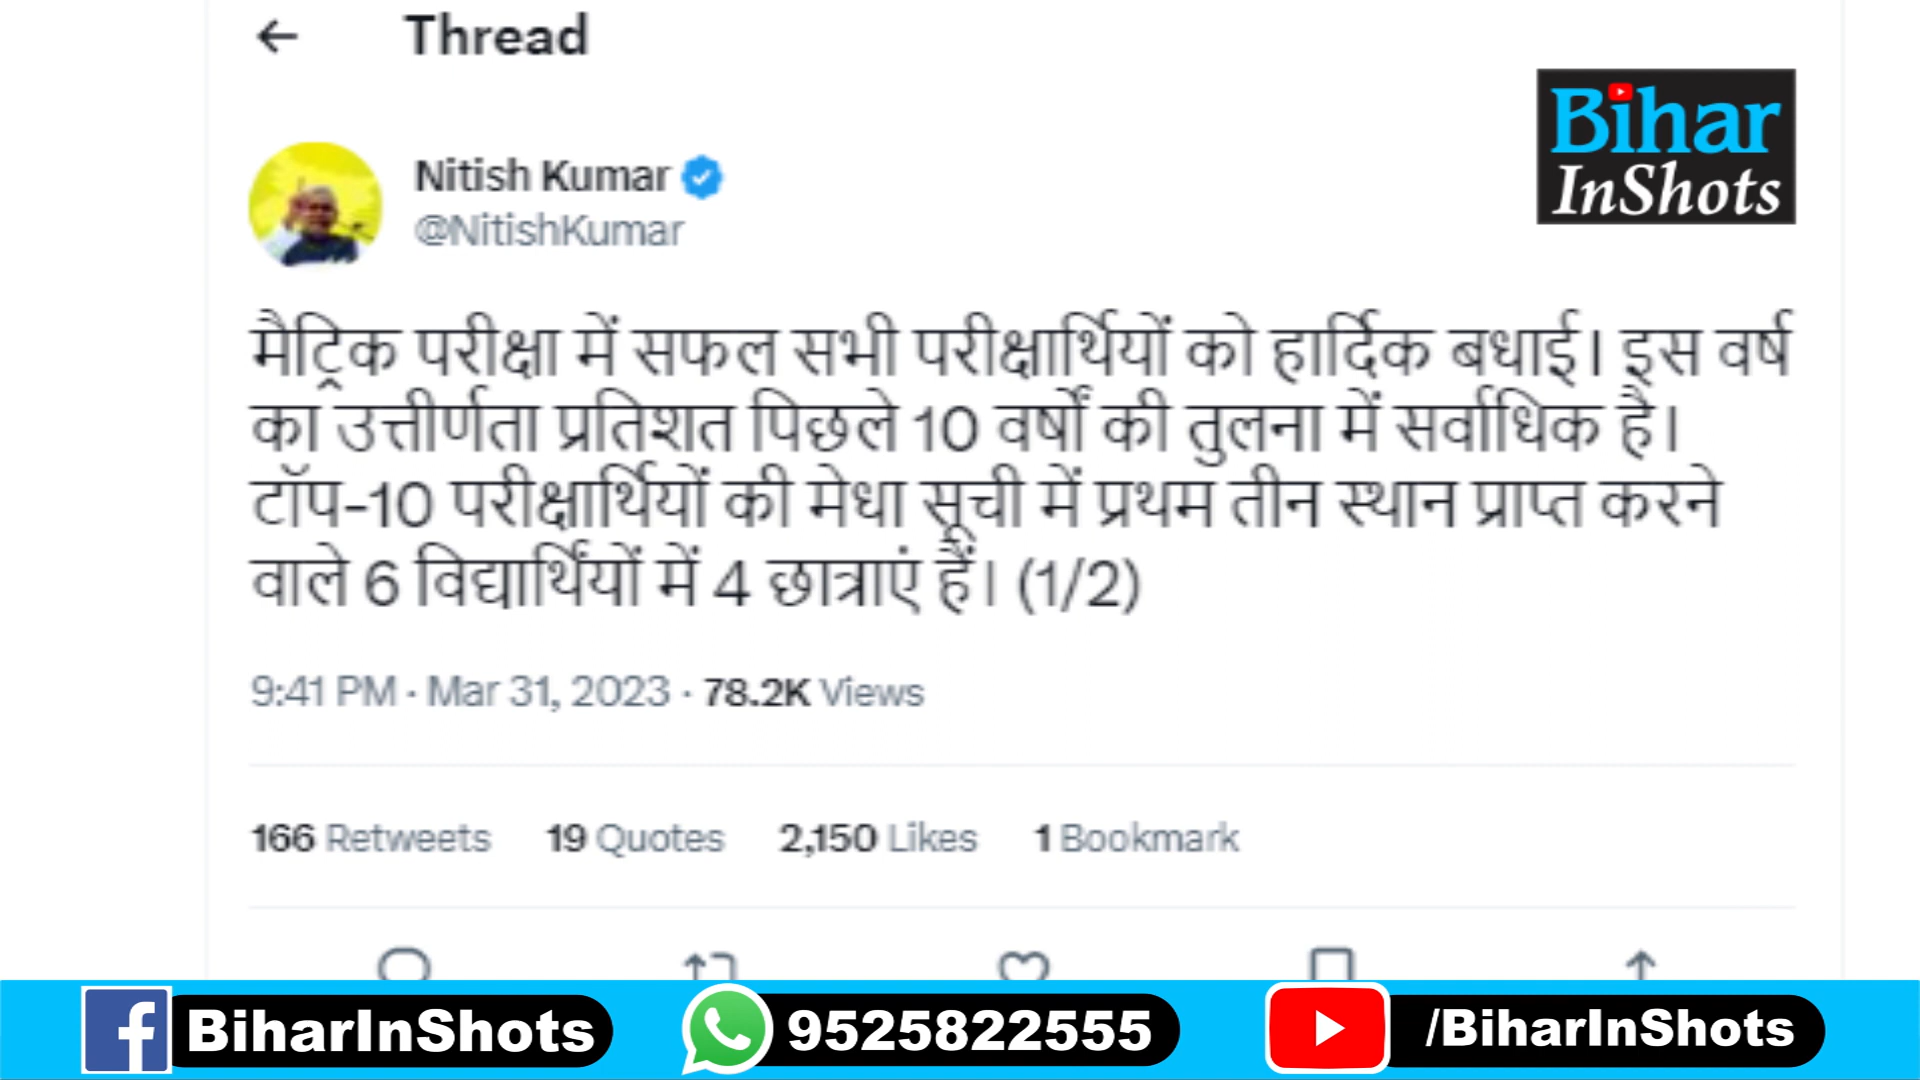 Thread
Bihar
InShots
Nitish Kumar
@NitishKumar
मैट्रिक परीक्षा में सफल सभी परीक्षार्थियों को हार्दिक बधाई। इस वर्ष
का उत्तीर्णता प्रतिशत पिछले 10 वर्षों की तुलना में सर्वाधिक है।
टॉप-10 परीक्षार्थियों की मेधा सूची में प्रथम तीन स्थान प्राप्त करने
वाले 6 विद्यार्थियों में 4 छात्राएं हैं। (1/2)
9:41 PM · Mar 31, 2023 · 78.2K Views
166 Retweets 19 Quotes 2,150 Likes 1 Bookmark
BiharInShots 9525822555 /BiharInShots